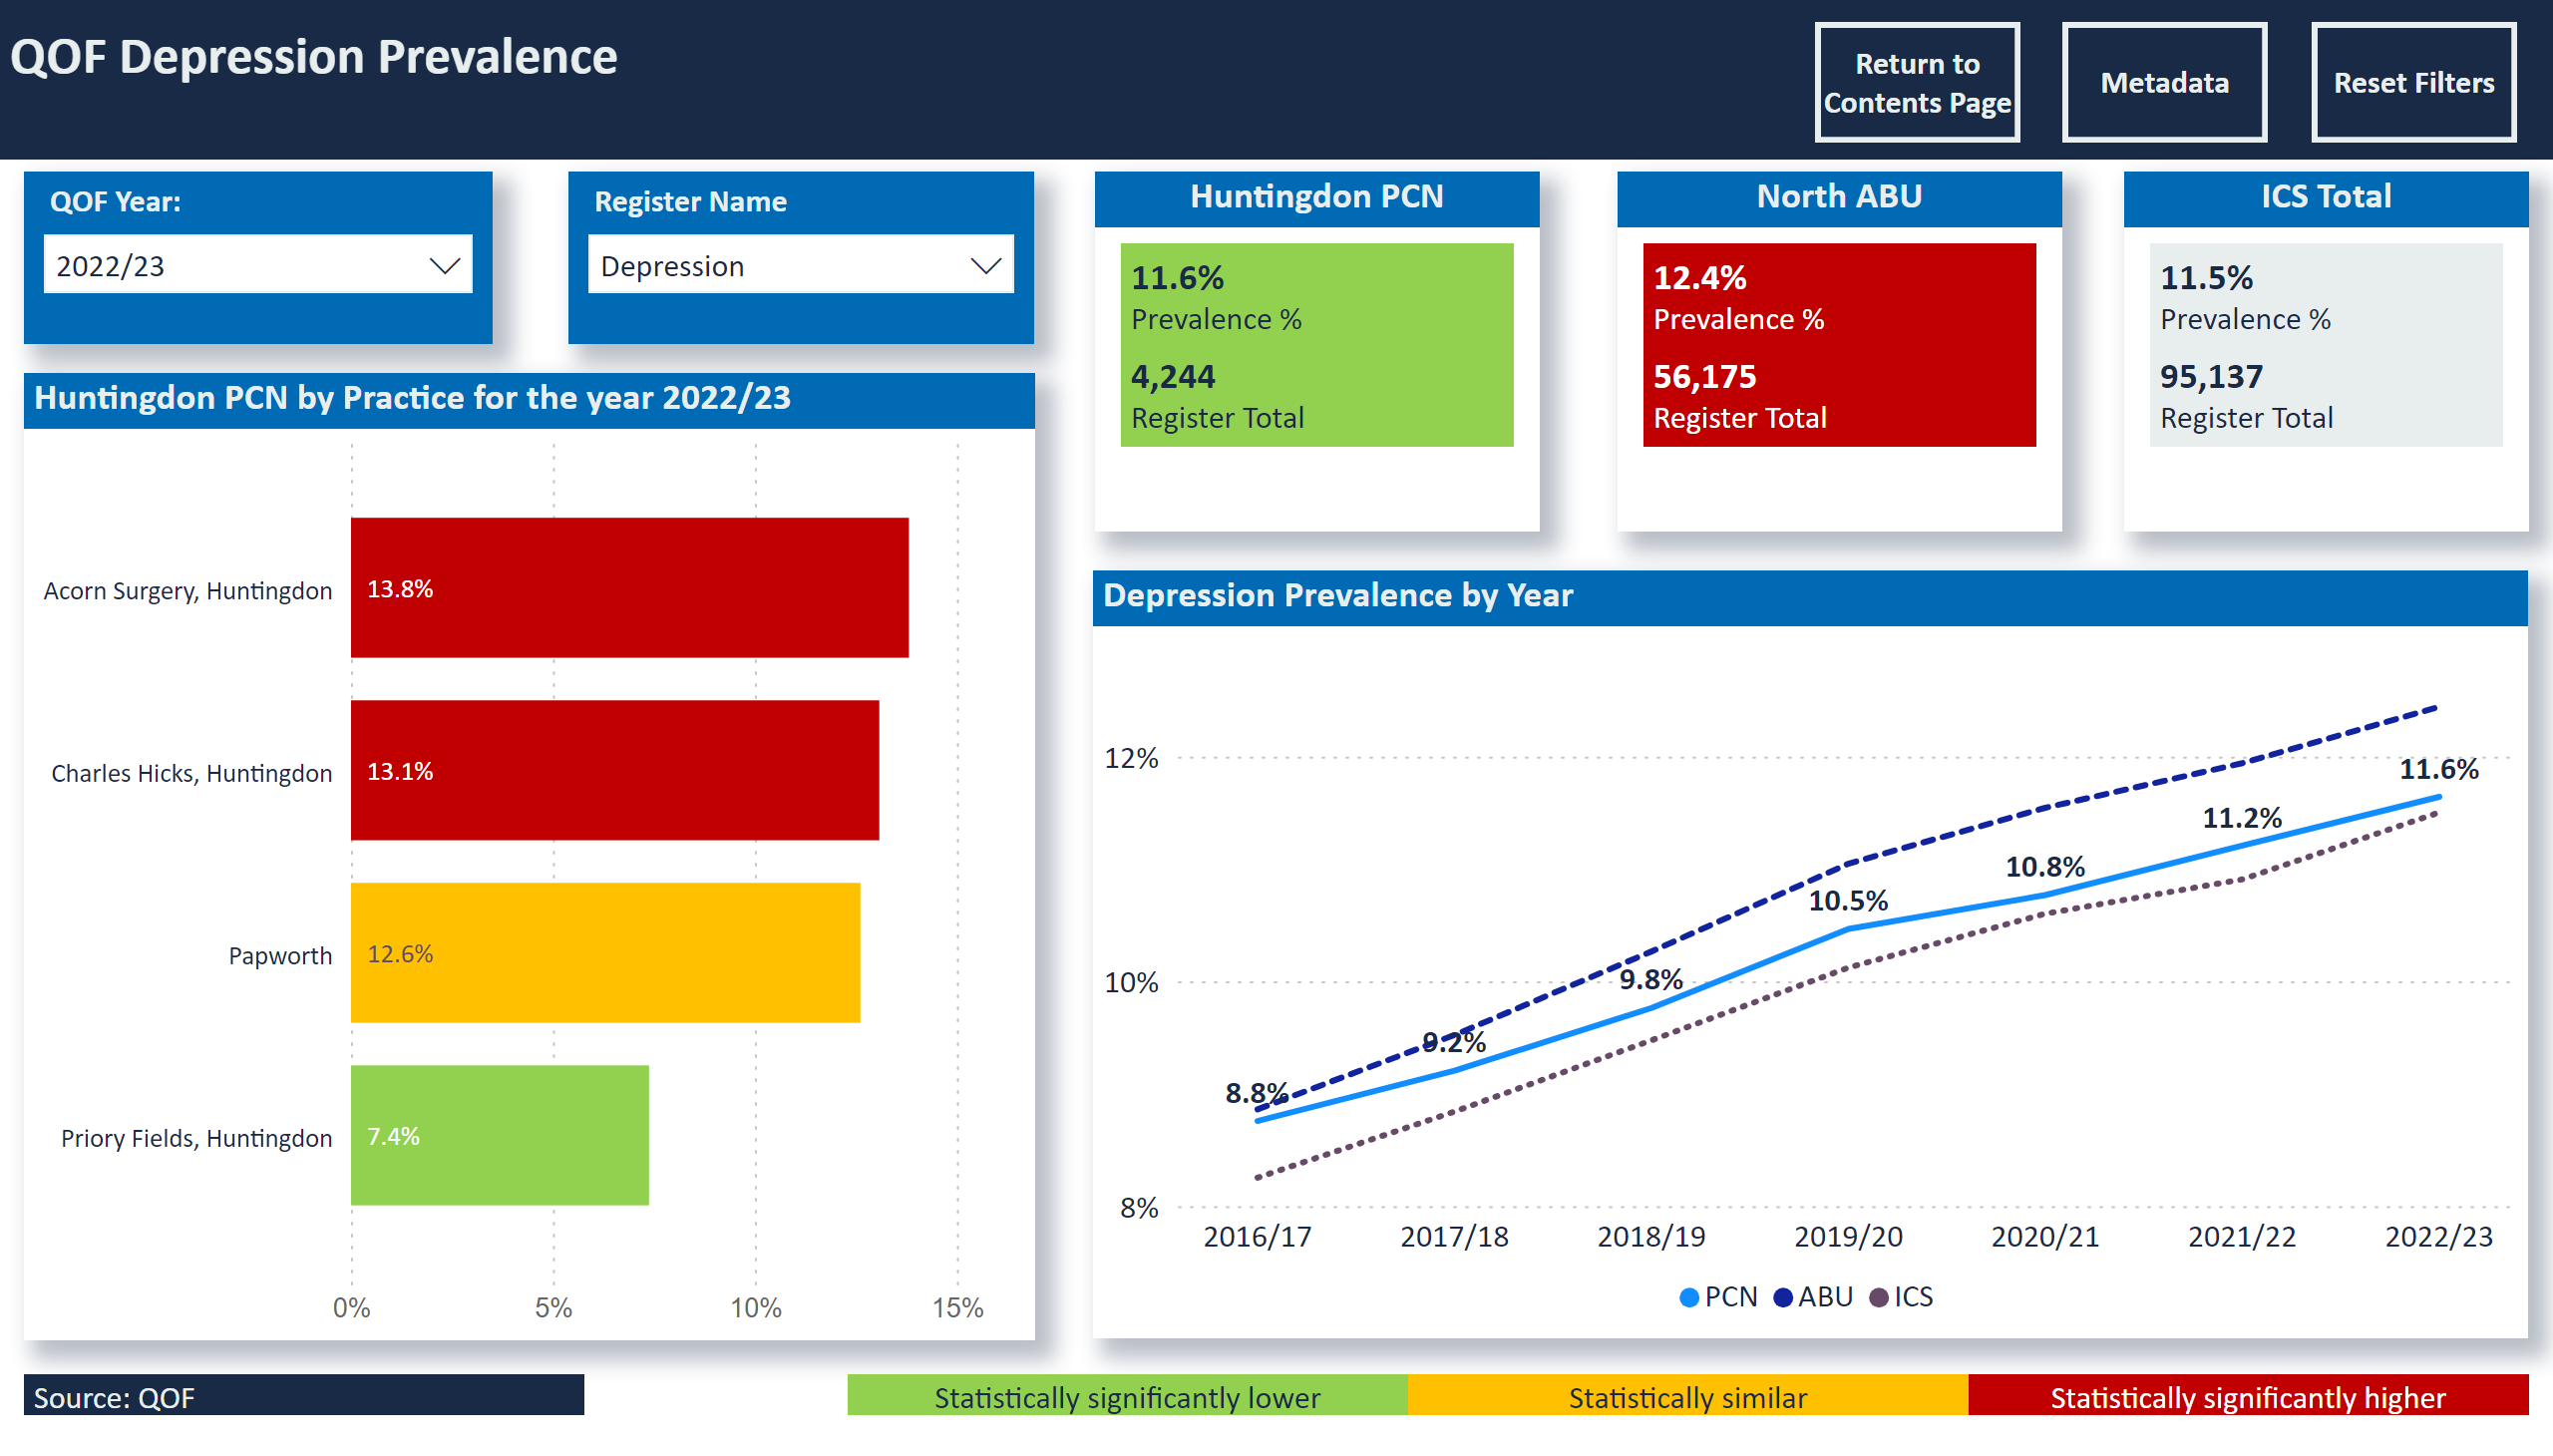 QOF Depression Prevalence
Return to
Contents Page
Metadata
Reset Filters
QOF Year:
2022/23
Register Name
Depression
Huntingdon PCN
11.6%
Prevalence %
4,244
Register Total
North ABU
12.4%
Prevalence %
56,175
Register Total
ICS Total
11.5%
Prevalence %
95,137
Register Total
Huntingdon PCN by Practice for the year 2022/23
Acorn Surgery, Huntingdon
13.8%
Charles Hicks, Huntingdon
13.1%
Papworth
12.6%
Priory Fields, Huntingdon
7.4%
0% 5% 10% 15%
Depression Prevalence by Year
12%
10%
8%
8.8%
9.2%
9.8%
10.5%
10.8%
11.2%
11.6%
2016/17 2017/18 2018/19 2019/20 2020/21 2021/22 2022/23
PCN ABU ICS
Source: QOF
Statistically significantly lower
Statistically similar
Statistically significantly higher